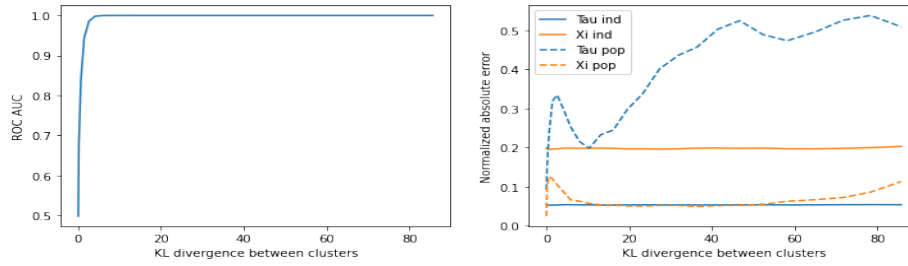 1.0
0.9
0.8
0.7
0.6
0.5
ROC AUC
0 20 40 60 80
KL divergence between clusters
0.5
0.4
0.3
0.2
0.1
0.0
Normalized absolute error
Tau ind
Xi ind
Tau pop
Xi pop
0 20 40 60 80
KL divergence between clusters